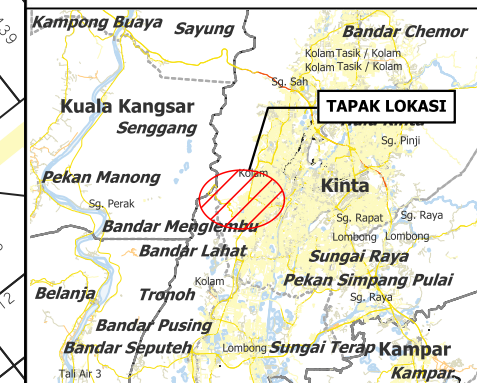 139
Kampong Buaya
Sayung
Bandar Chemor
Kolam Tasik / Kolam
Kolam Tasik / Kolam
Sg. Sah
Kuala Kangsar
TAPAK LOKASI
Senggang
Sg. Pinji
Kolam
Pekan Manong
Kinta
Sg. Perak
Sg. Rapat
Sg. Raya
Bandar Menglembu
Lombong
Lombong
Bandar Lahat
Sungai Raya
Kolam
Pekan Simpang Pulai
Belanja
Tronoh
Sg. Raya
12
Bandar Pusing
Bandar Seputeh
Lombong
Sungai Terap
Kampar
Tali Air 3
Kampar